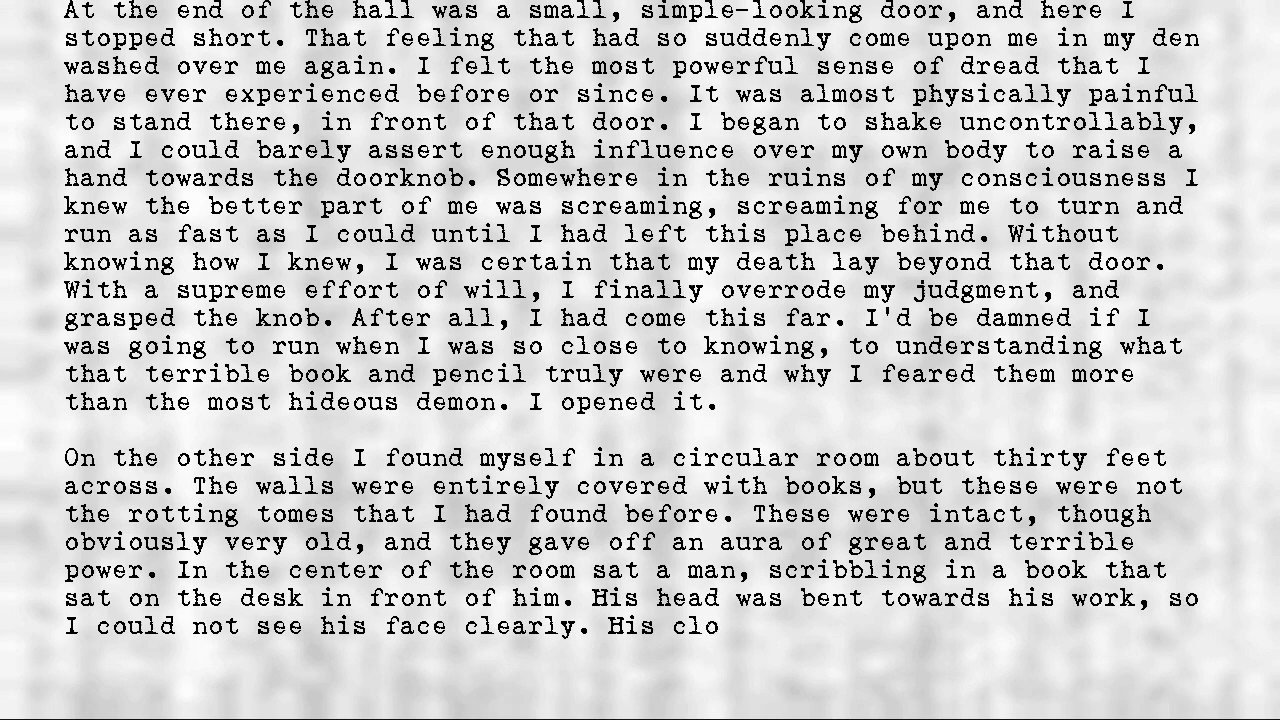 At the end of the hall was a small, simple-looking door, and here I
stopped short. That feeling that had so suddenly come upon me in my den
washed over me again. I felt the most powerful sense of dread that I
have ever experienced before or since. It was almost physically painful
to stand there, in front of that door. I began to shake uncontrollably,
and I could barely assert enough influence over my own body to raise a
hand towards the doorknob. Somewhere in the ruins of my consciousness I
knew the better part of me was screaming, screaming for me to turn and
run as fast as I could until I had left this place behind. Without
knowing how I knew, I was certain that my death lay beyond that door.
With a supreme effort of will, I finally overrode my judgment, and
grasped the knob. After all, I had come this far. I'd be damned if I
was going to run when I was so close to knowing, to understanding what
that terrible book and pencil truly were and why I feared them more
than the most hideous demon. I opened it.

On the other side I found myself in a circular room about thirty feet
across. The walls were entirely covered with books, but these were not
the rotting tomes that I had found before. These were intact, though
obviously very old, and they gave off an aura of great and terrible
power. In the center of the room sat a man, scribbling in a book that
sat on the desk in front of him. His head was bent towards his work, so
I could not see his face clearly. His clo